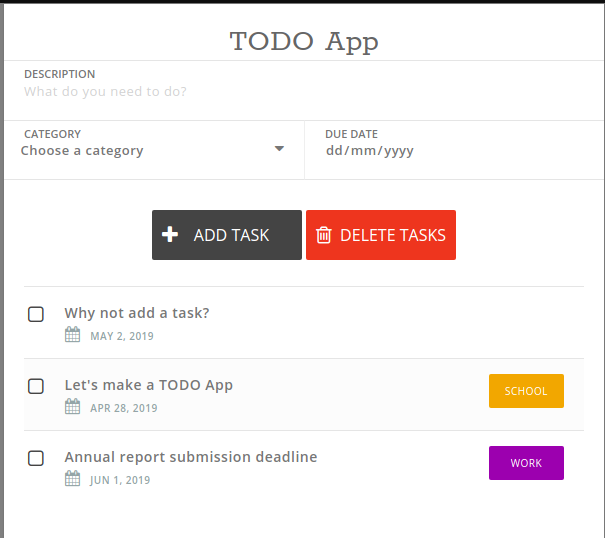 TODO App
DESCRIPTION
What do you need to do?
CATEGORY
Choose a category
DUE DATE
dd/mm/yyyy
ADD TASK
DELETE TASKS
Why not add a task?
MAY 2, 2019
Let's make a TODO App
APR 28, 2019
SCHOOL
Annual report submission deadline
JUN 1, 2019
WORK